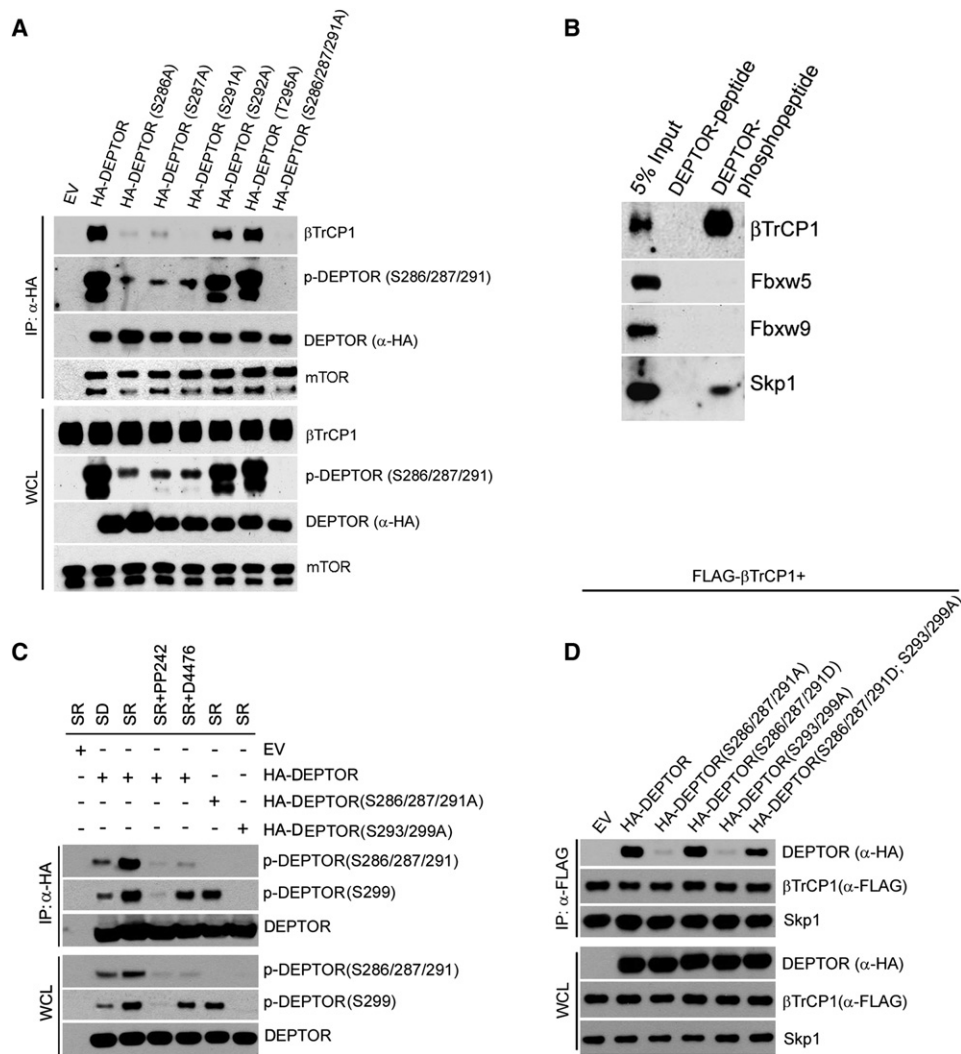 A
EV
HA-DEPTOR
HA-DEPTOR (S286A)
HA-DEPTOR (S287A)
HA-DEPTOR (S291A)
HA-DEPTOR (S292A)
HA-DEPTOR (T295A)
HA-DEPTOR (S286/287/291A)
IP: α-HA
βTrCP1
p-DEPTOR (S286/287/291)
DEPTOR (α-HA)
mTOR
WCL
βTrCP1
p-DEPTOR (S286/287/291)
DEPTOR (α-HA)
mTOR
B
5% Input
DEPTOR-peptide
DEPTOR-
phosphopeptide
βTrCP1
Fbxw5
Fbxw9
Skp1
C
SR
SD
SR
SR+PP242
SR+D4476
SR
SR
+ - - - - - - EV
- + + + + - - HA-DEPTOR
- - - - - + - HA-DEPTOR(S286/287/291A)
- - - - - - + HA-DEPTOR(S293/299A)
IP: α-HA
p-DEPTOR(S286/287/291)
p-DEPTOR(S299)
DEPTOR
WCL
p-DEPTOR(S286/287/291)
p-DEPTOR(S299)
DEPTOR
D
FLAG-βTrCP1+
EV
HA-DEPTOR
HA-DEPTOR(S286/287/291A)
HA-DEPTOR(S286/287/291D)
HA-DEPTOR(S293/299A)
HA-DEPTOR(S286/287/291D; S293/299A)
IP: α-FLAG
DEPTOR (α-HA)
βTrCP1(α-FLAG)
Skp1
WCL
DEPTOR (α-HA)
βTrCP1(α-FLAG)
Skp1